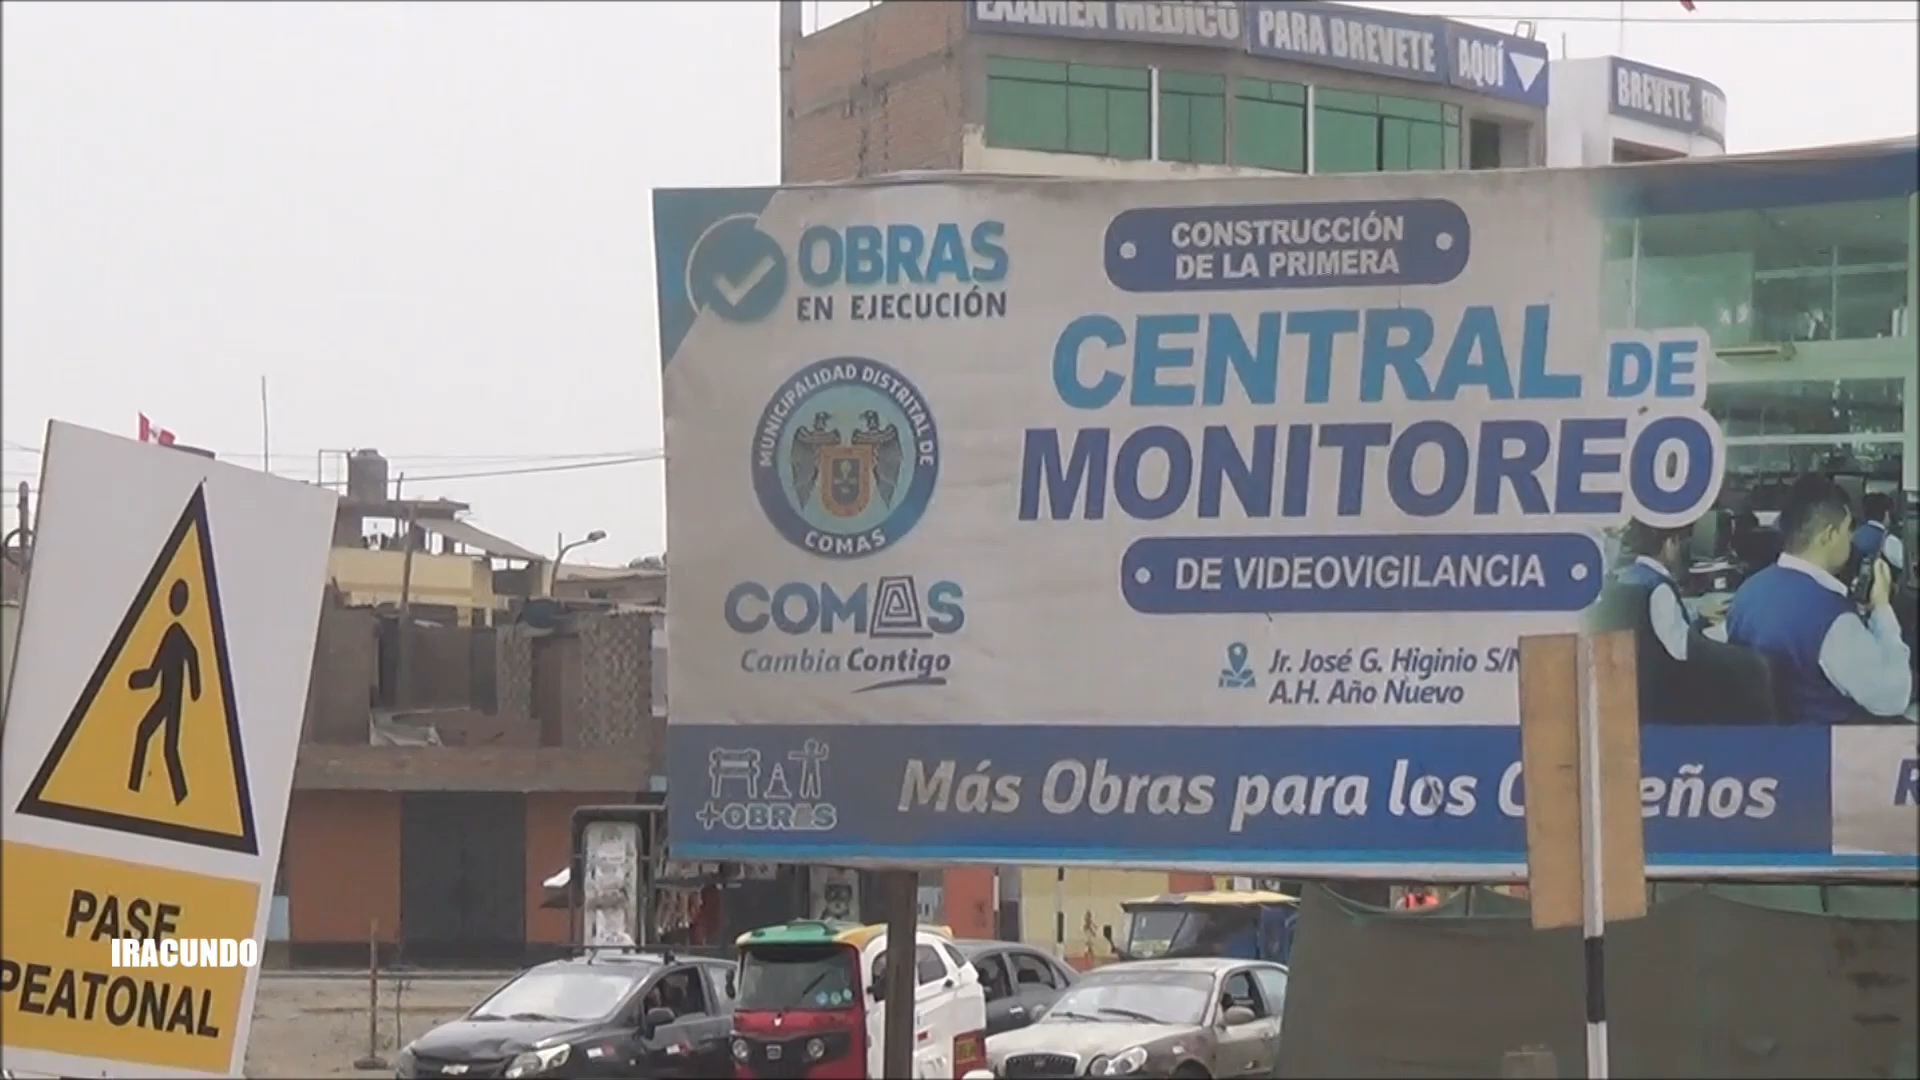 EXAMEN MEDICO PARA BREVETE AQUÍ
BREVETE
OBRAS
EN EJECUCIÓN
CONSTRUCCIÓN
DE LA PRIMERA
CENTRAL DE
MONITOREO
DE VIDEOVIGILANCIA
MUNICIPALIDAD DISTRITAL DE
COMAS
COMAS
Cambia Contigo
Jr. José G. Higinio S/N
A.H. Año Nuevo
+OBRAS
Más Obras para los
PASE
PEATONAL
IRACUNDO